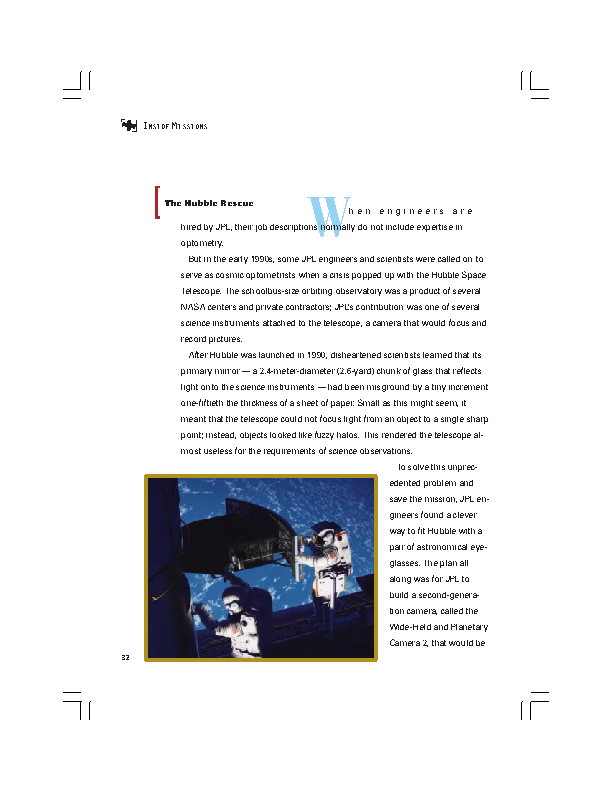 INSIDE MISSIONS
The Hubble Rescue
When engineers are
hired by JPL, their job descriptions normally do not include expertise in
optometry.
But in the early 1990s, some JPL engineers and scientists were called on to
serve as cosmic optometrists when a crisis popped up with the Hubble Space
Telescope. The schoolbus-size orbiting observatory was a product of several
NASA centers and private contractors; JPL's contribution was one of several
science instruments attached to the telescope, a camera that would focus and
record pictures.
After Hubble was launched in 1990, disheartened scientists learned that its
primary mirror — a 2.4-meter-diameter (2.6-yard) chunk of glass that reflects
light onto the science instruments — had been misground by a tiny increment
one-fiftieth the thickness of a sheet of paper. Small as this might seem, it
meant that the telescope could not focus light from an object to a single sharp
point; instead, objects looked like fuzzy halos. This rendered the telescope al-
most useless for the requirements of science observations.
To solve this unprec-
edented problem and
save the mission, JPL en-
gineers found a clever
way to fit Hubble with a
pair of astronomical eye-
glasses. The plan all
along was for JPL to
build a second-genera-
tion camera, called the
Wide-Field and Planetary
Camera 2, that would be
32